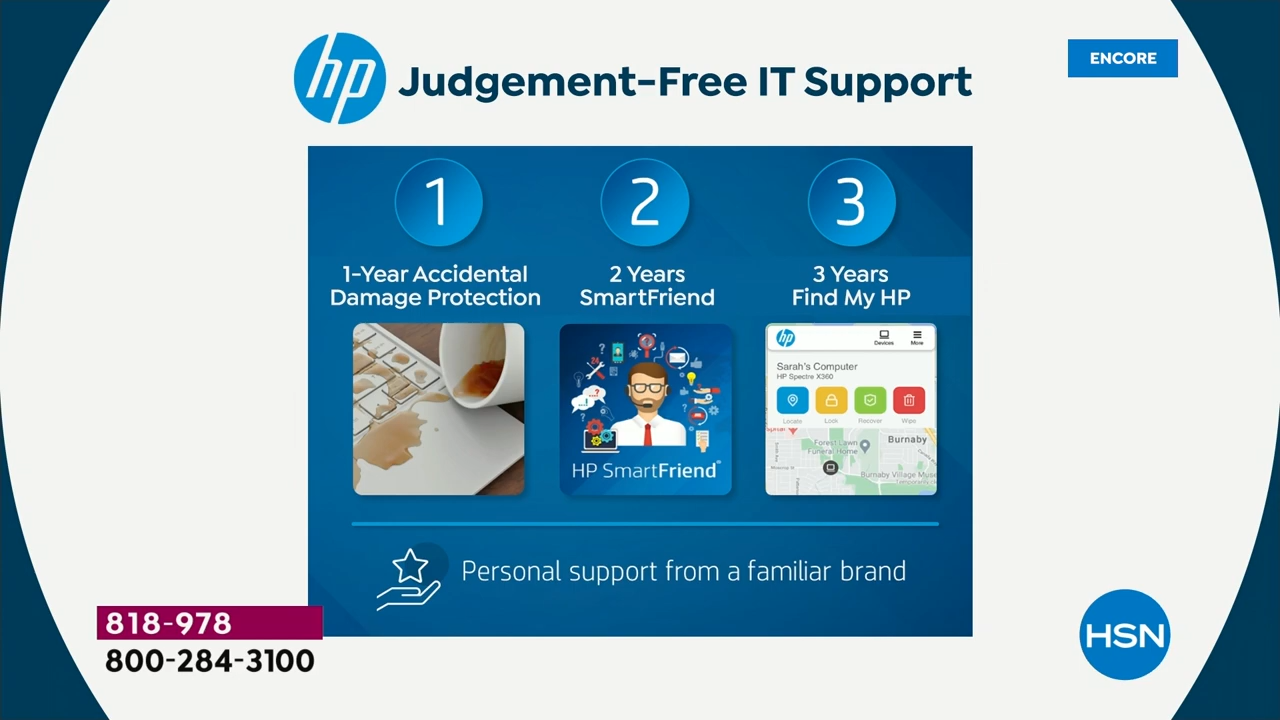 hp
Judgement-Free IT Support
ENCORE
1
2
3
1-Year Accidental
Damage Protection
2 Years
SmartFriend
3 Years
Find My HP
hp
Devices
More
Sarah's Computer
HP Spectre X360
Locate
Lock
Recover
Wipe
Forest Lawn
Funeral Home
Burnaby
Burnaby Village Muse
HP SmartFriend
Personal support from a familiar brand
818-978
800-284-3100
HSN